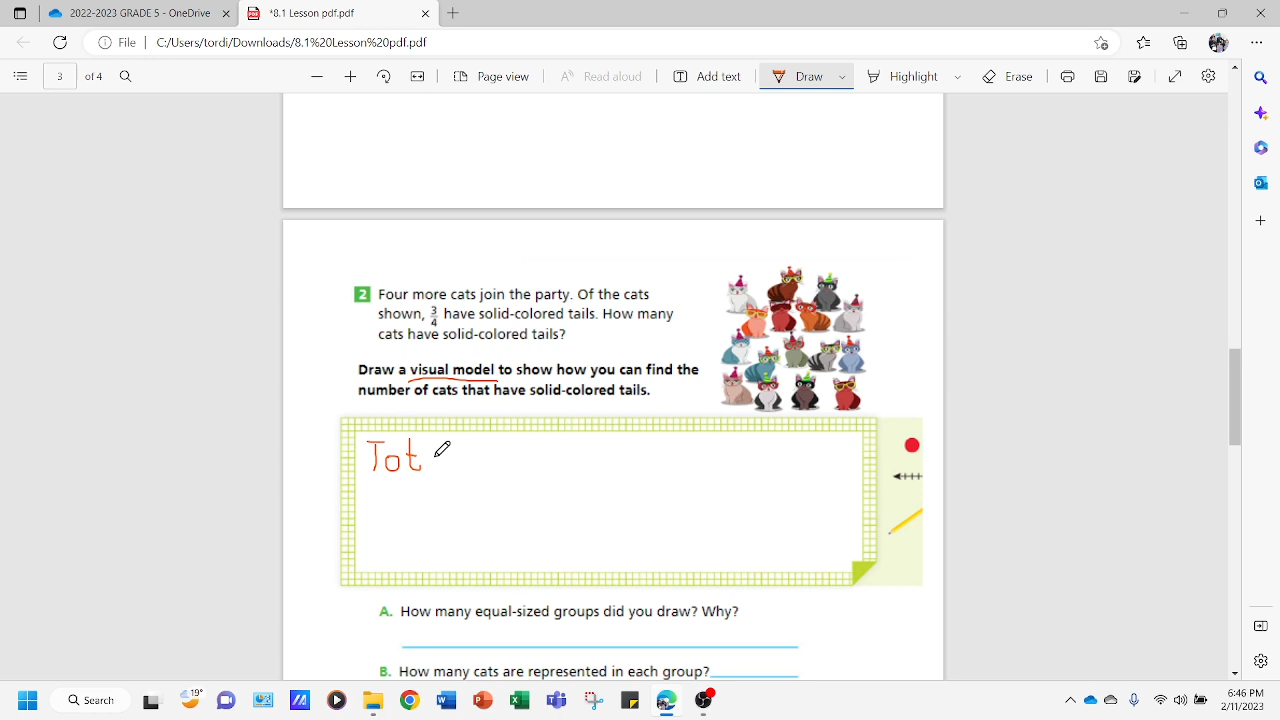 2022-2023 GRADE 5 - OneDrive
*8.1 Lesson pdf.pdf
File C:/Users/tordi/Downloads/8.1%20Lesson%20pdf.pdf
3 of 4 Page view Read aloud Add text Draw Highlight Erase
2 Four more cats join the party. Of the cats
shown, 3/4 have solid-colored tails. How many
cats have solid-colored tails?
Draw a visual model to show how you can find the
number of cats that have solid-colored tails.
Tot
A. How many equal-sized groups did you draw? Why?
B. How many cats are represented in each group?
Search
19°
6:46 PM
2/1/2023